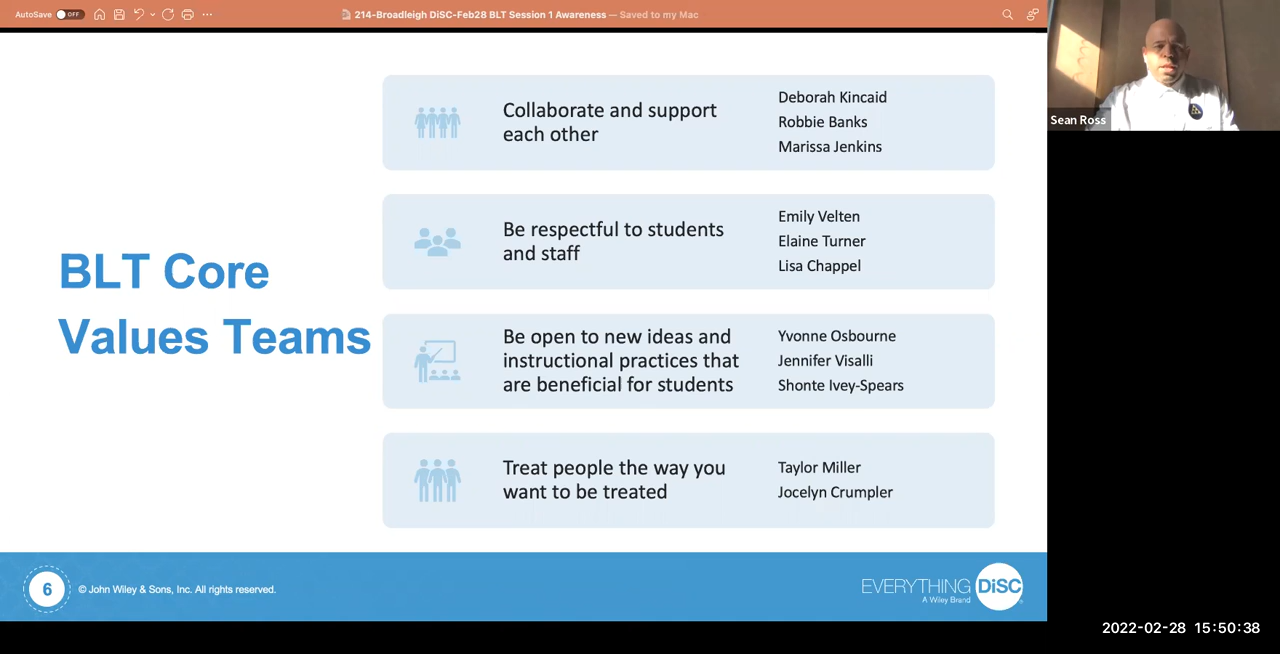 AutoSave OFF
214-Broadleigh DiSC-Feb28 BLT Session 1 Awareness — Saved to my Mac
Sean Ross
BLT Core
Values Teams
Collaborate and support
each other
Deborah Kincaid
Robbie Banks
Marissa Jenkins
Be respectful to students
and staff
Emily Velten
Elaine Turner
Lisa Chappel
Be open to new ideas and
instructional practices that
are beneficial for students
Yvonne Osbourne
Jennifer Visalli
Shonte Ivey-Spears
Treat people the way you
want to be treated
Taylor Miller
Jocelyn Crumpler
6
© John Wiley & Sons, Inc. All rights reserved.
EVERYTHING DiSC
A Wiley Brand
2022-02-28 15:50:38